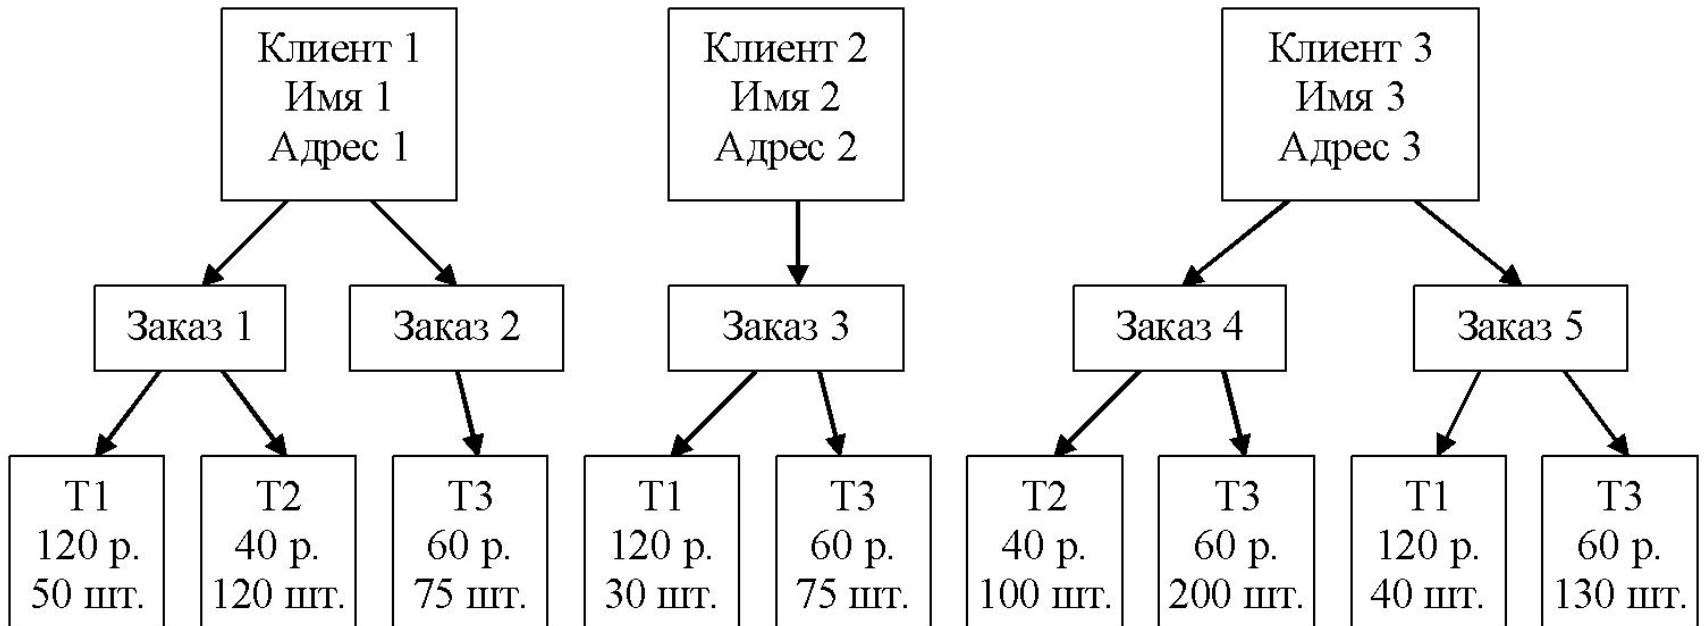 Клиент 1
Имя 1
Адрес 1
Клиент 2
Имя 2
Адрес 2
Клиент 3
Имя 3
Адрес 3
Заказ 1
Заказ 2
Заказ 3
Заказ 4
Заказ 5
Т1
120 р.
50 шт.
Т2
40 р.
120 шт.
Т3
60 р.
75 шт.
Т1
120 р.
30 шт.
Т3
60 р.
75 шт.
Т2
40 р.
100 шт.
Т3
60 р.
200 шт.
Т1
120 р.
40 шт.
Т3
60 р.
130 шт.